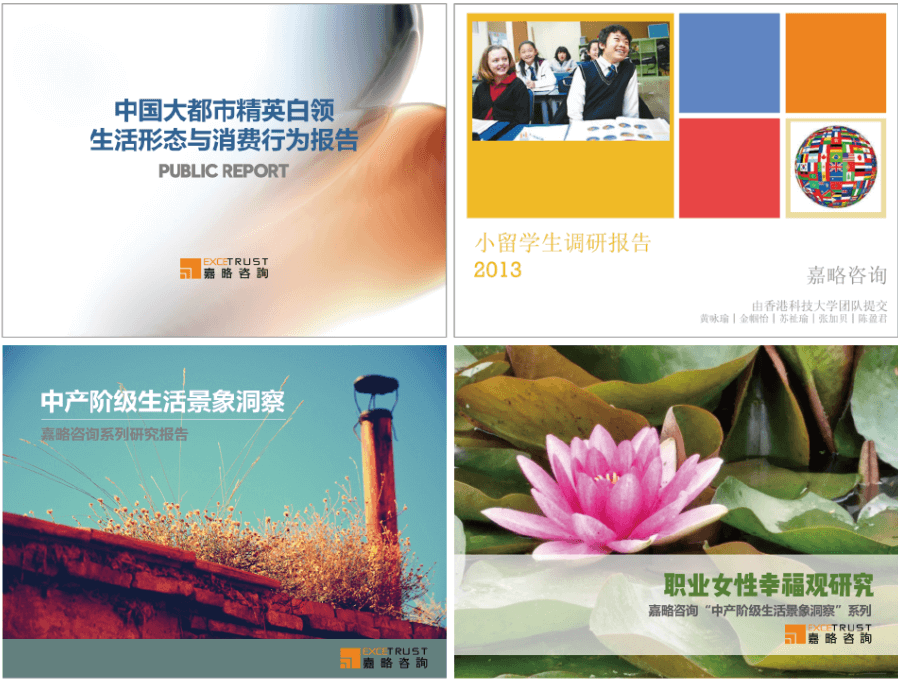 中国大都市精英白领
生活形态与消费行为报告
PUBLIC REPORT
EXCETRUST
嘉略咨詢
小留学生调研报告
2013
嘉略咨询
由香港科技大学团队提交
黄咏瑜|金帼怡|苏祉瑜|张加贝|陈盈君
中产阶级生活景象洞察
嘉略咨询系列研究报告
EXCETRUST
嘉略咨詢
职业女性幸福观研究
嘉略咨询“中产阶级生活景象洞察”系列
EXCETRUST
嘉略咨詢